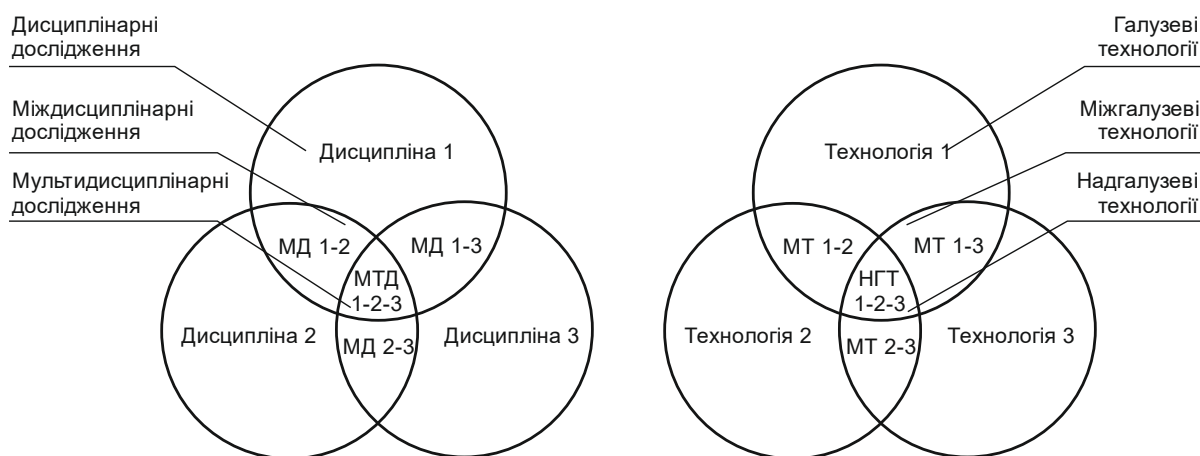 Дисциплінарні
дослідження
Міждисциплінарні
дослідження
Мультидисциплінарні
дослідження
Дисципліна 1
МД 1-2
МД 1-3
МТД
1-2-3
Дисципліна 2
МД 2-3
Дисципліна 3
Галузеві
технології
Міжгалузеві
технології
Надгалузеві
технології
Технологія 1
МТ 1-2
МТ 1-3
НГТ
1-2-3
Технологія 2
МТ 2-3
Технологія 3